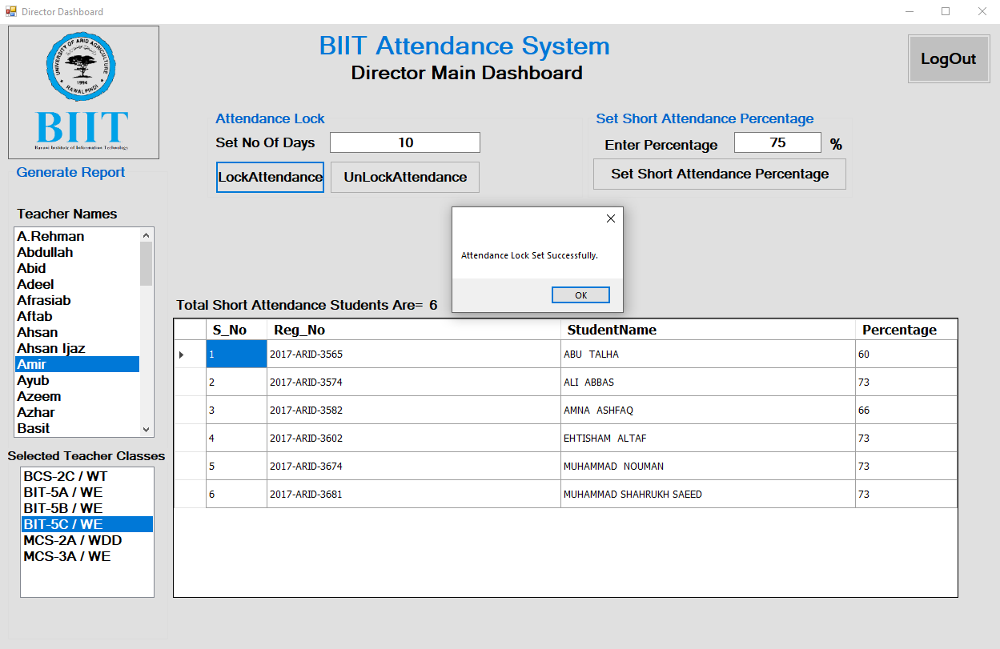 Director Dashboard
UNIVERSITY OF ARID AGRICULTURE
1994
RAWALPINDI
BIIT
Barani Institute of Information Technology
BIIT Attendance System
Director Main Dashboard
LogOut
Attendance Lock
Set No Of Days 10
LockAttendance UnLockAttendance
Set Short Attendance Percentage
Enter Percentage 75 %
Set Short Attendance Percentage
Generate Report
Teacher Names
A.Rehman
Abdullah
Abid
Adeel
Afrasiab
Aftab
Ahsan
Ahsan Ijaz
Amir
Ayub
Azeem
Azhar
Basit
Selected Teacher Classes
BCS-2C / WT
BIT-5A / WE
BIT-5B / WE
BIT-5C / WE
MCS-2A / WDD
MCS-3A / WE
Attendance Lock Set Successfully.
OK
Total Short Attendance Students Are= 6
S_No Reg_No StudentName Percentage
1 2017-ARID-3565 ABU TALHA 60
2 2017-ARID-3574 ALI ABBAS 73
3 2017-ARID-3582 AMNA ASHFAQ 66
4 2017-ARID-3602 EHTISHAM ALTAF 73
5 2017-ARID-3674 MUHAMMAD NOUMAN 73
6 2017-ARID-3681 MUHAMMAD SHAHRUKH SAEED 73